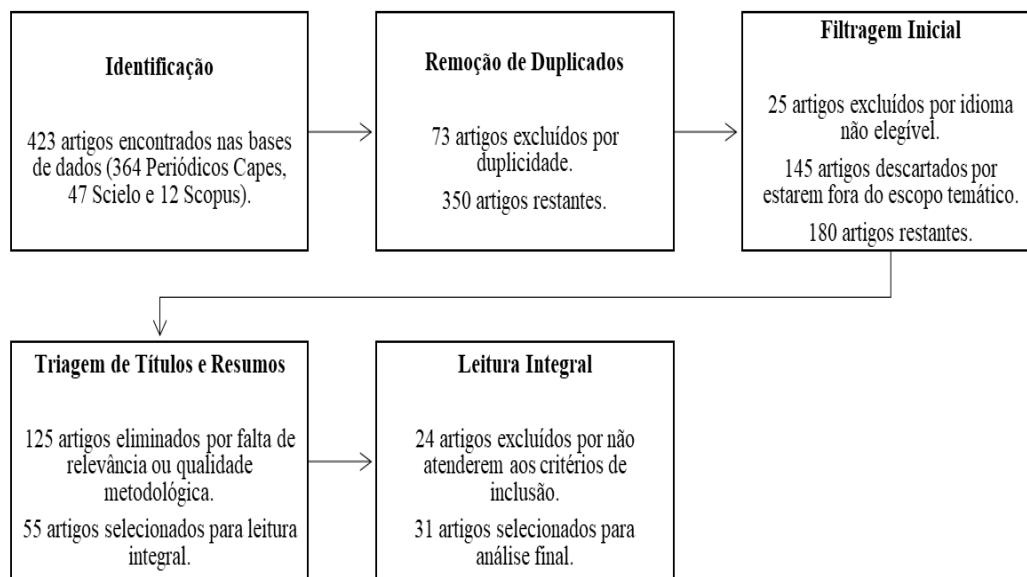 Identificação
423 artigos encontrados nas bases
de dados (364 Periódicos Capes,
47 Scielo e 12 Scopus).
Remoção de Duplicados
73 artigos excluídos por
duplicidade.
350 artigos restantes.
Filtragem Inicial
25 artigos excluídos por idioma
não elegível.
145 artigos descartados por
estarem fora do escopo temático.
180 artigos restantes.
Triagem de Títulos e Resumos
125 artigos eliminados por falta de
relevância ou qualidade
metodológica.
55 artigos selecionados para leitura
integral.
Leitura Integral
24 artigos excluídos por não
atenderem aos critérios de
inclusão.
31 artigos selecionados para
análise final.